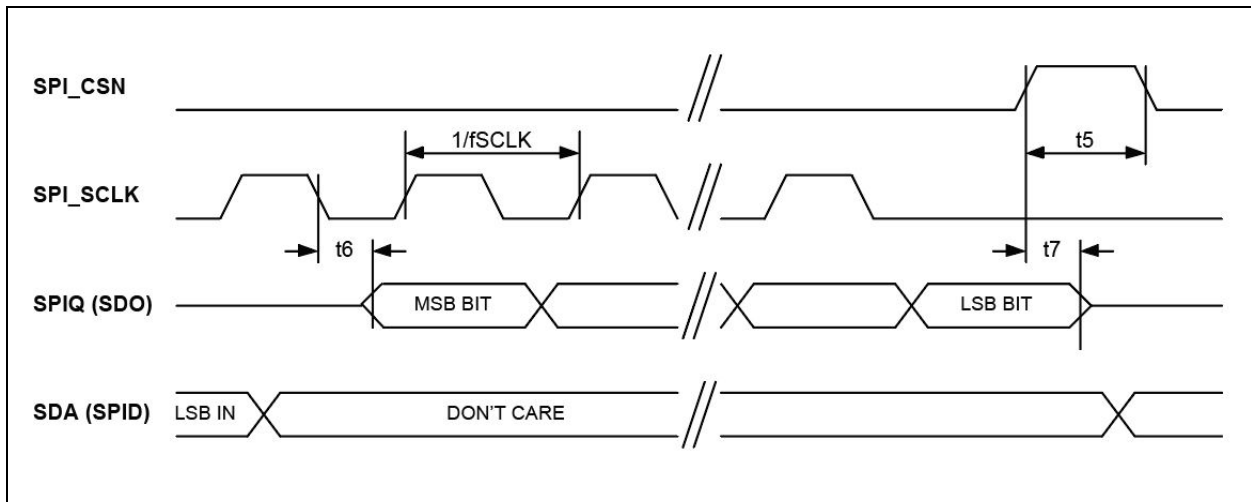 SPI_CSN
t5
1/fSCLK
SPI_SCLK
t6
t7
SPIQ (SDO)
MSB BIT
LSB BIT
SDA (SPID)
LSB IN
DON'T CARE